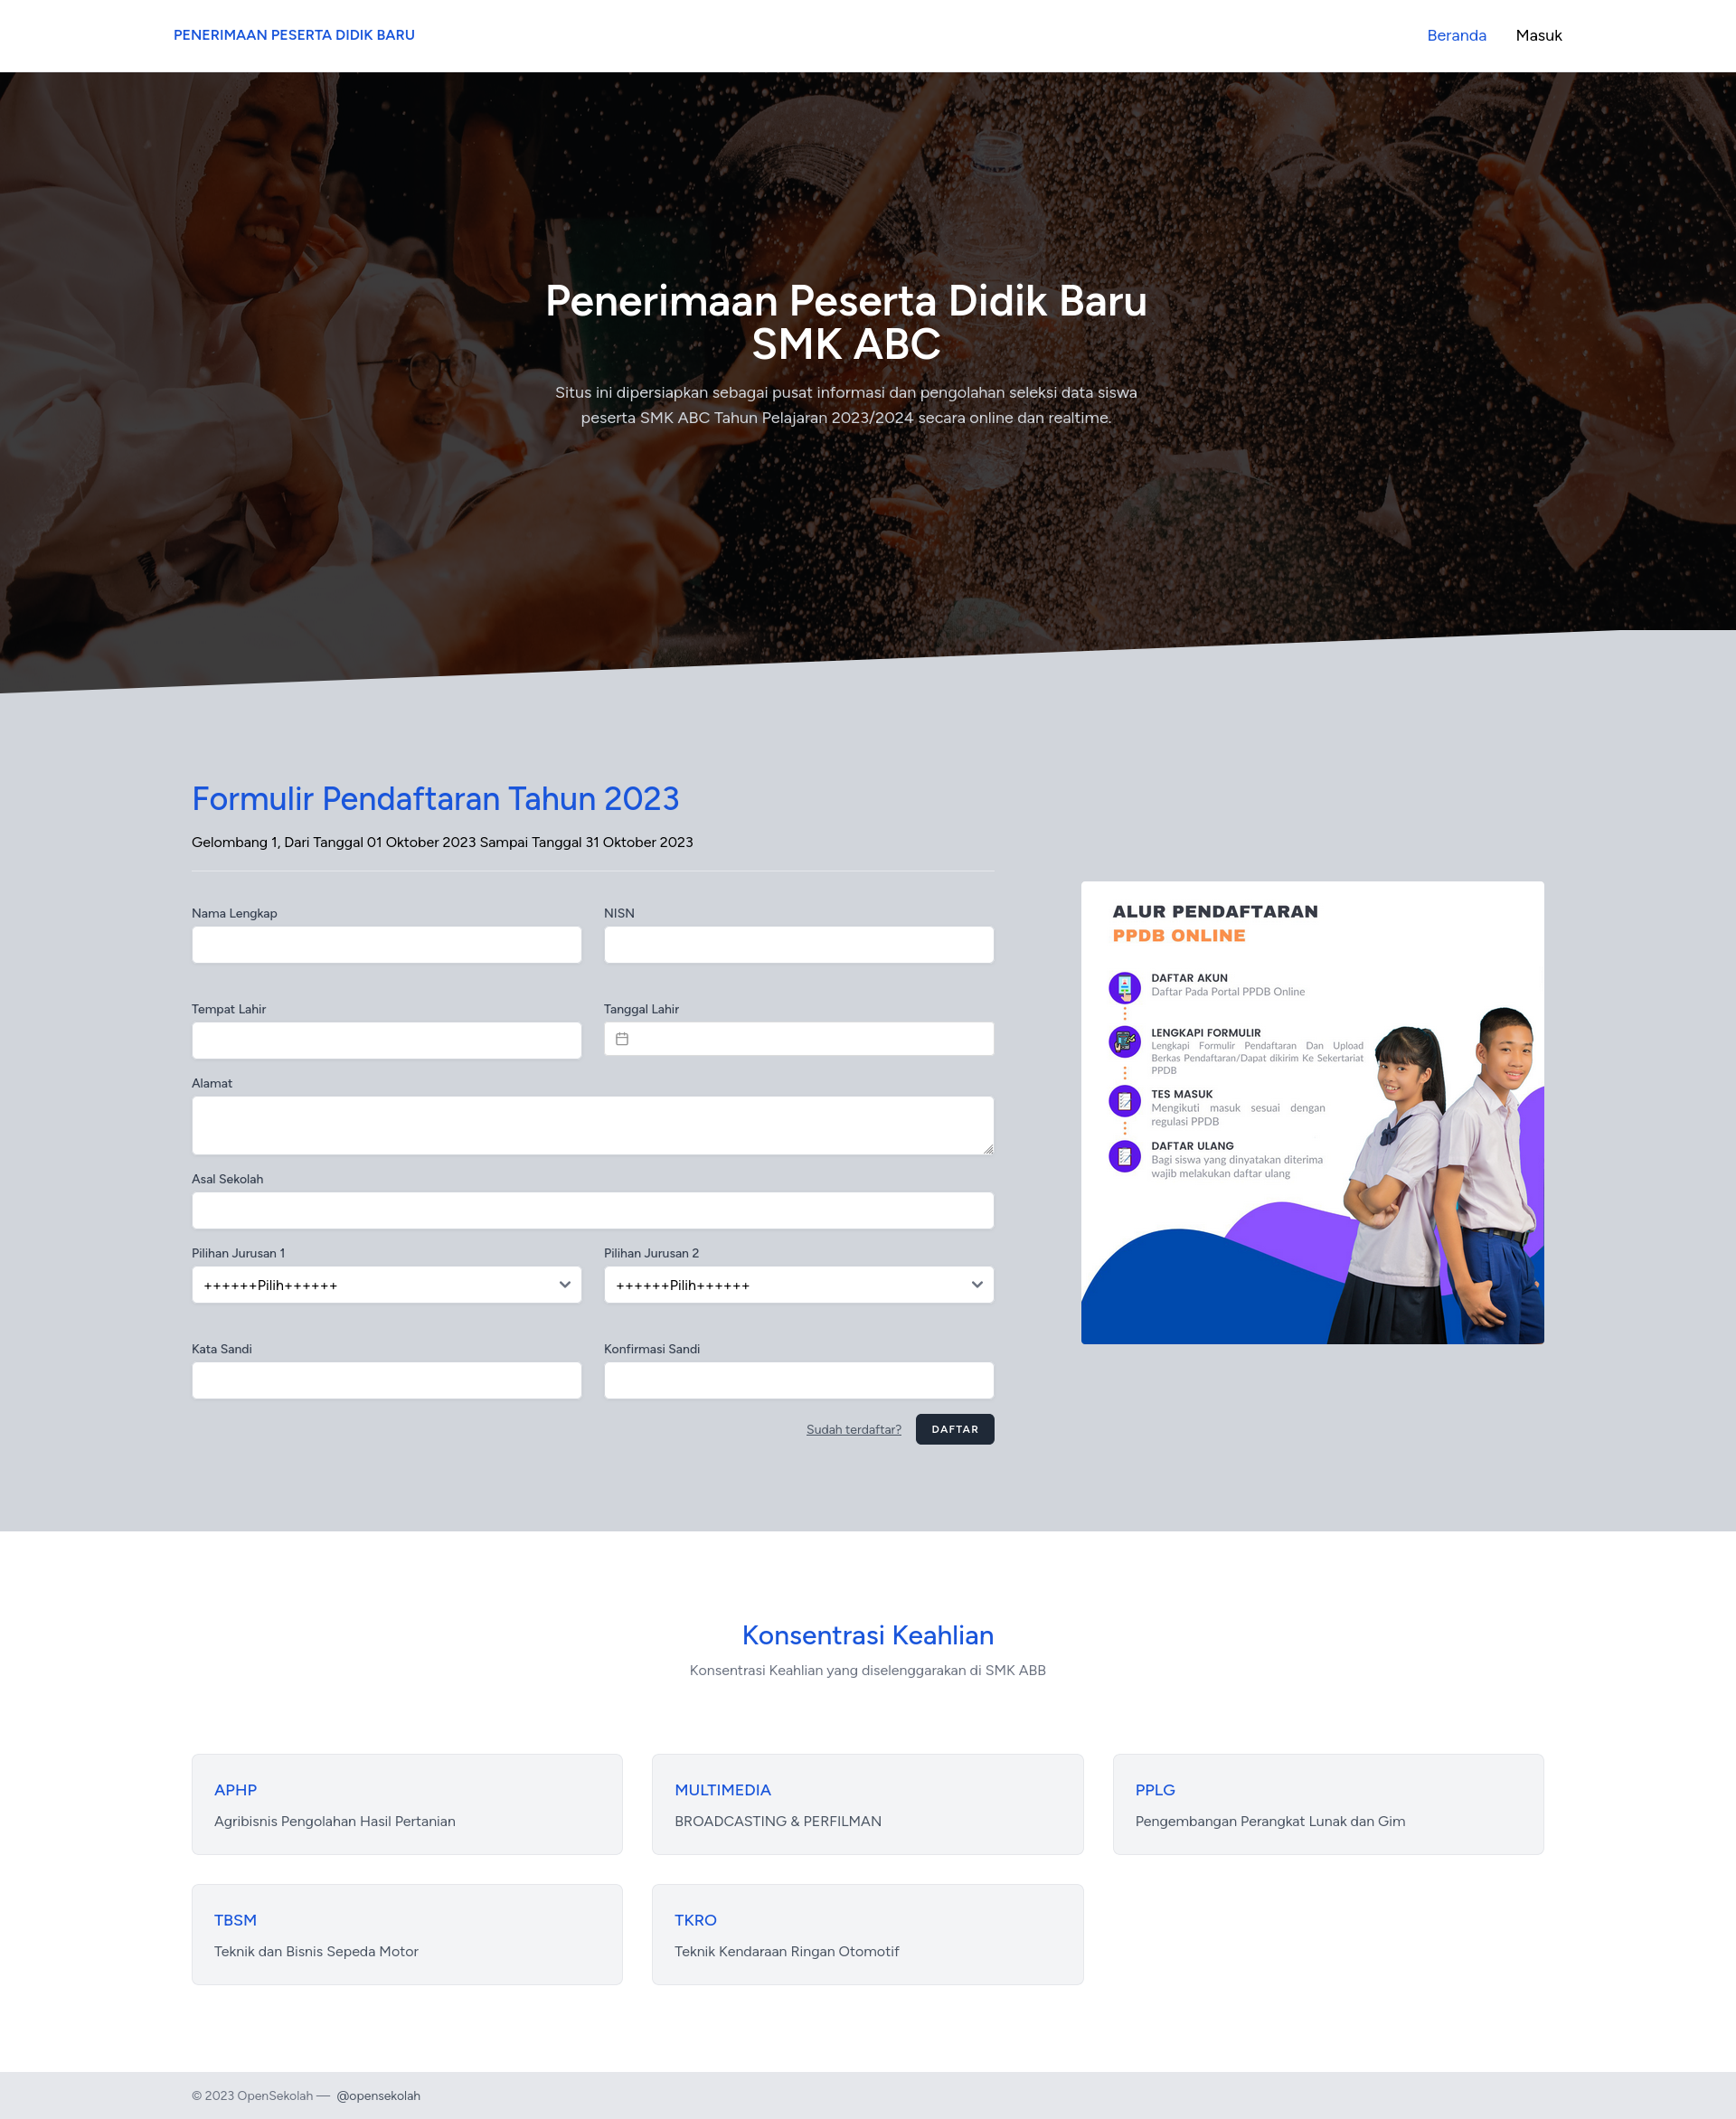 PENERIMAAN PESERTA DIDIK BARU
Beranda
Masuk
Penerimaan Peserta Didik Baru
SMK ABC
Situs ini dipersiapkan sebagai pusat informasi dan pengolahan seleksi data siswa
peserta SMK ABC Tahun Pelajaran 2023/2024 secara online dan realtime.
Formulir Pendaftaran Tahun 2023
Gelombang 1, Dari Tanggal 01 Oktober 2023 Sampai Tanggal 31 Oktober 2023
Nama Lengkap
NISN
Tempat Lahir
Tanggal Lahir
Alamat
Asal Sekolah
Pilihan Jurusan 1
Pilihan Jurusan 2
++++++Pilih++++++
++++++Pilih++++++
Kata Sandi
Konfirmasi Sandi
Sudah terdaftar?
DAFTAR
ALUR PENDAFTARAN
PPDB ONLINE
DAFTAR AKUN
Daftar Pada Portal PPDB Online
LENGKAPI FORMULIR
Lengkapi Formulir Pendaftaran Dan Upload
Berkas Pendaftaran/Dapat dikirim Ke Sekertariat
PPDB
TES MASUK
Mengikuti masuk sesuai dengan
regulasi PPDB
DAFTAR ULANG
Bagi siswa yang dinyatakan diterima
wajib melakukan daftar ulang
Konsentrasi Keahlian
Konsentrasi Keahlian yang diselenggarakan di SMK ABB
APHP
Agribisnis Pengolahan Hasil Pertanian
MULTIMEDIA
BROADCASTING & PERFILMAN
PPLG
Pengembangan Perangkat Lunak dan Gim
TBSM
Teknik dan Bisnis Sepeda Motor
TKRO
Teknik Kendaraan Ringan Otomotif
© 2023 OpenSekolah — @opensekolah